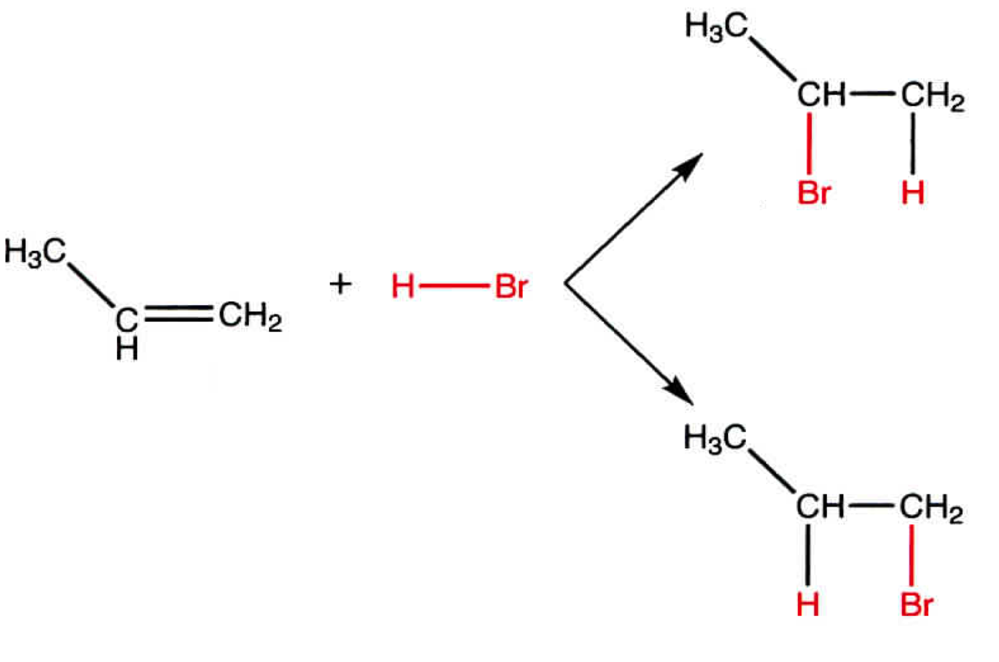 H₃C
CH—CH₂
Br H
H₃C
C=CH₂
H
+ H—Br
H₃C
CH—CH₂
H Br